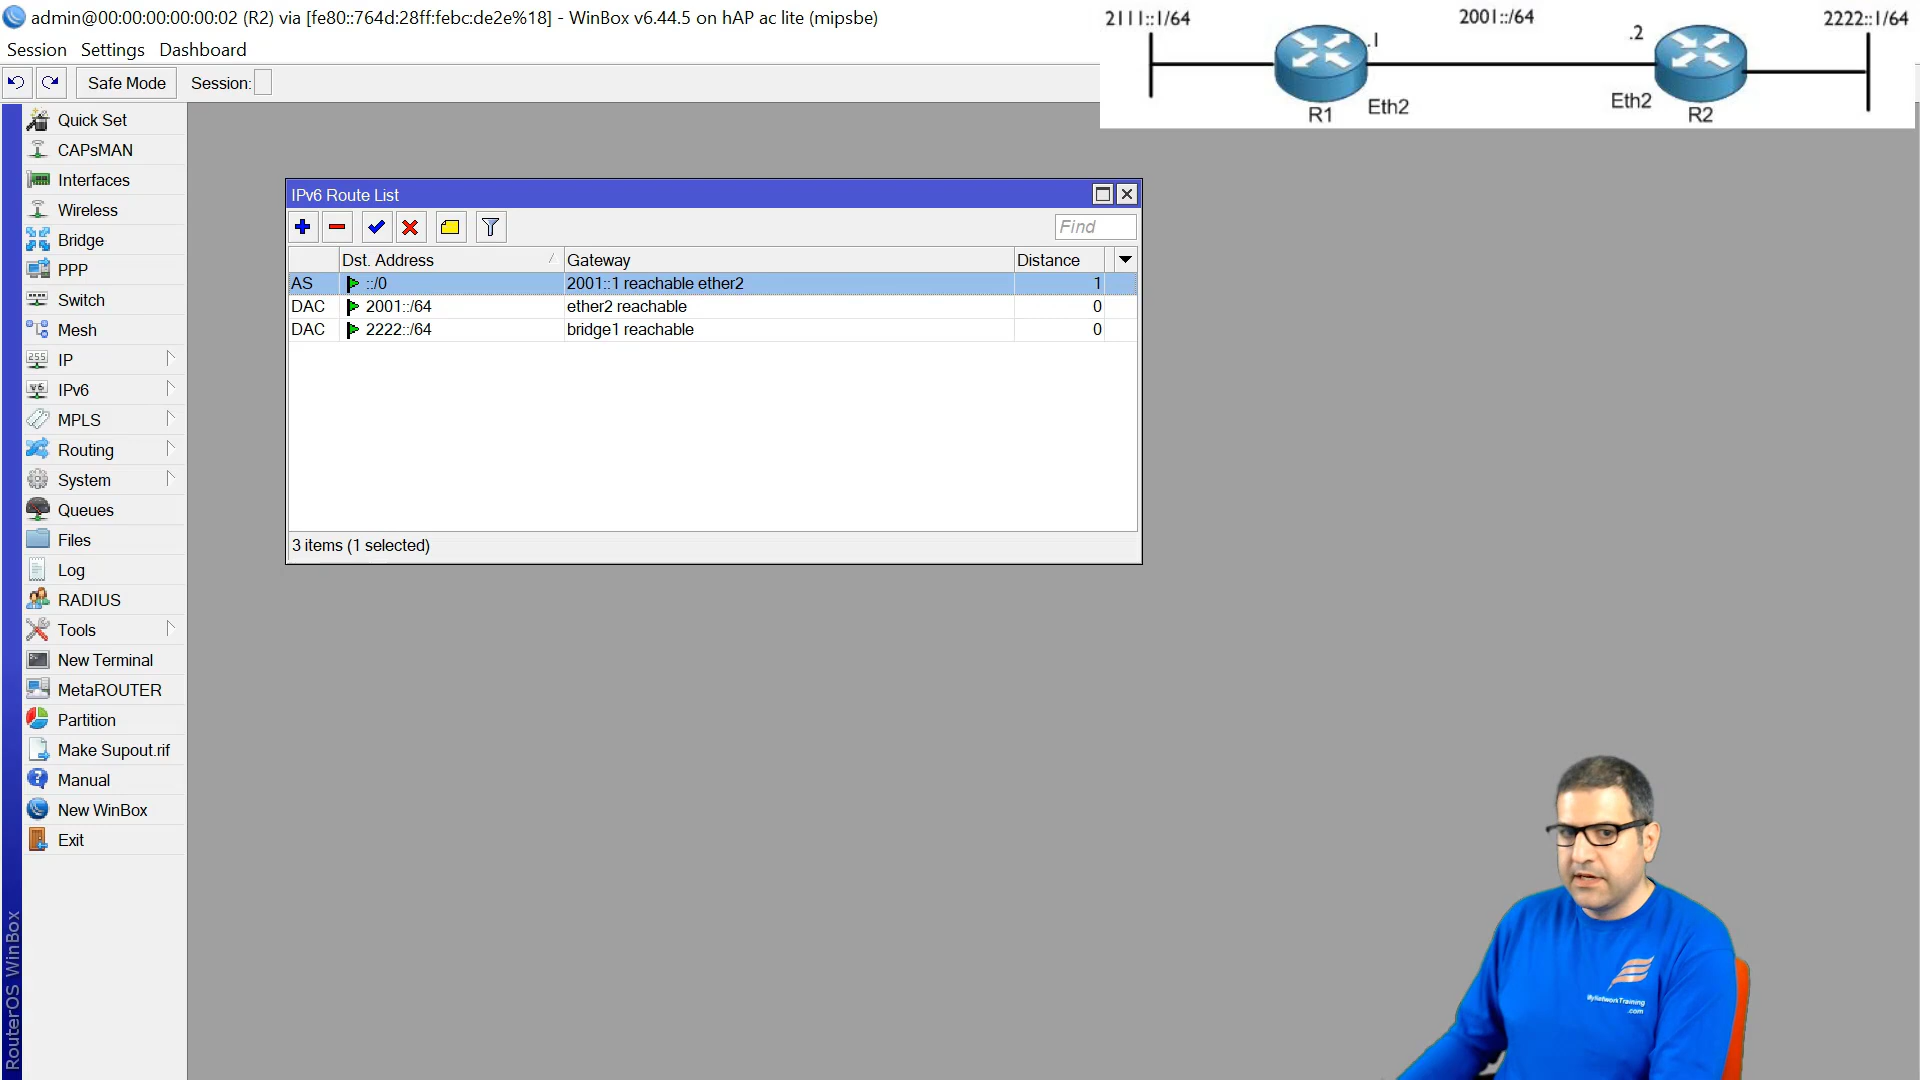 admin@00:00:00:00:00:02 (R2) via [fe80::764d:28ff:febc:de2e%18] - WinBox v6.44.5 on hAP ac lite (mipsbe)
Session Settings Dashboard
Safe Mode Session:
2111::1/64 2001::/64 2222::1/64
.1 .2
R1 Eth2 Eth2 R2
Quick Set
CAPsMAN
Interfaces
Wireless
Bridge
PPP
Switch
Mesh
IP
IPv6
MPLS
Routing
System
Queues
Files
Log
RADIUS
Tools
New Terminal
MetaROUTER
Partition
Make Supout.rif
Manual
New WinBox
Exit
RouterOS WinBox
IPv6 Route List
Find
Dst. Address Gateway Distance
AS ::/0 2001::1 reachable ether2 1
DAC 2001::/64 ether2 reachable 0
DAC 2222::/64 bridge1 reachable 0
3 items (1 selected)
MyNetworkTraining
.com